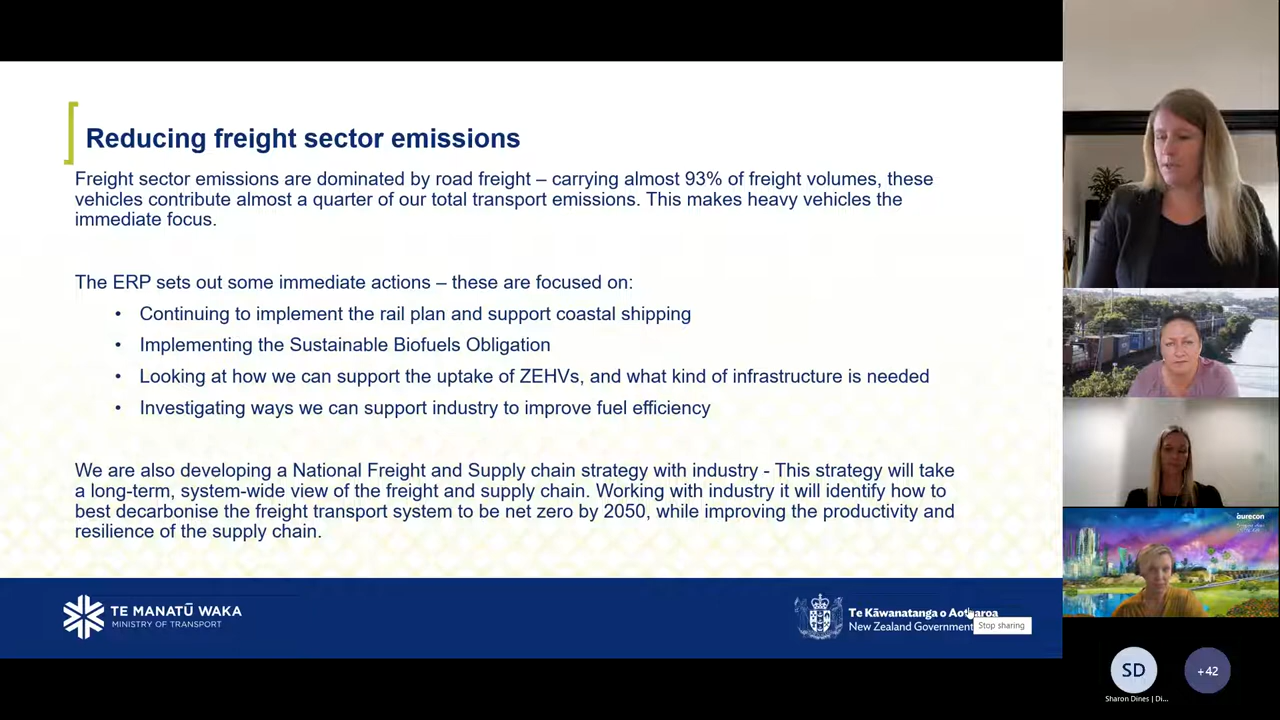 Reducing freight sector emissions
Freight sector emissions are dominated by road freight – carrying almost 93% of freight volumes, these
vehicles contribute almost a quarter of our total transport emissions. This makes heavy vehicles the
immediate focus.
The ERP sets out some immediate actions – these are focused on:
• Continuing to implement the rail plan and support coastal shipping
• Implementing the Sustainable Biofuels Obligation
• Looking at how we can support the uptake of ZEHVs, and what kind of infrastructure is needed
• Investigating ways we can support industry to improve fuel efficiency
We are also developing a National Freight and Supply chain strategy with industry - This strategy will take
a long-term, system-wide view of the freight and supply chain. Working with industry it will identify how to
best decarbonise the freight transport system to be net zero by 2050, while improving the productivity and
resilience of the supply chain.
TE MANATŪ WAKA
MINISTRY OF TRANSPORT
Te Kāwanatanga o Aotearoa
New Zealand Government
Stop sharing
aurecon
SD
+42
Sharon Dines | Di...